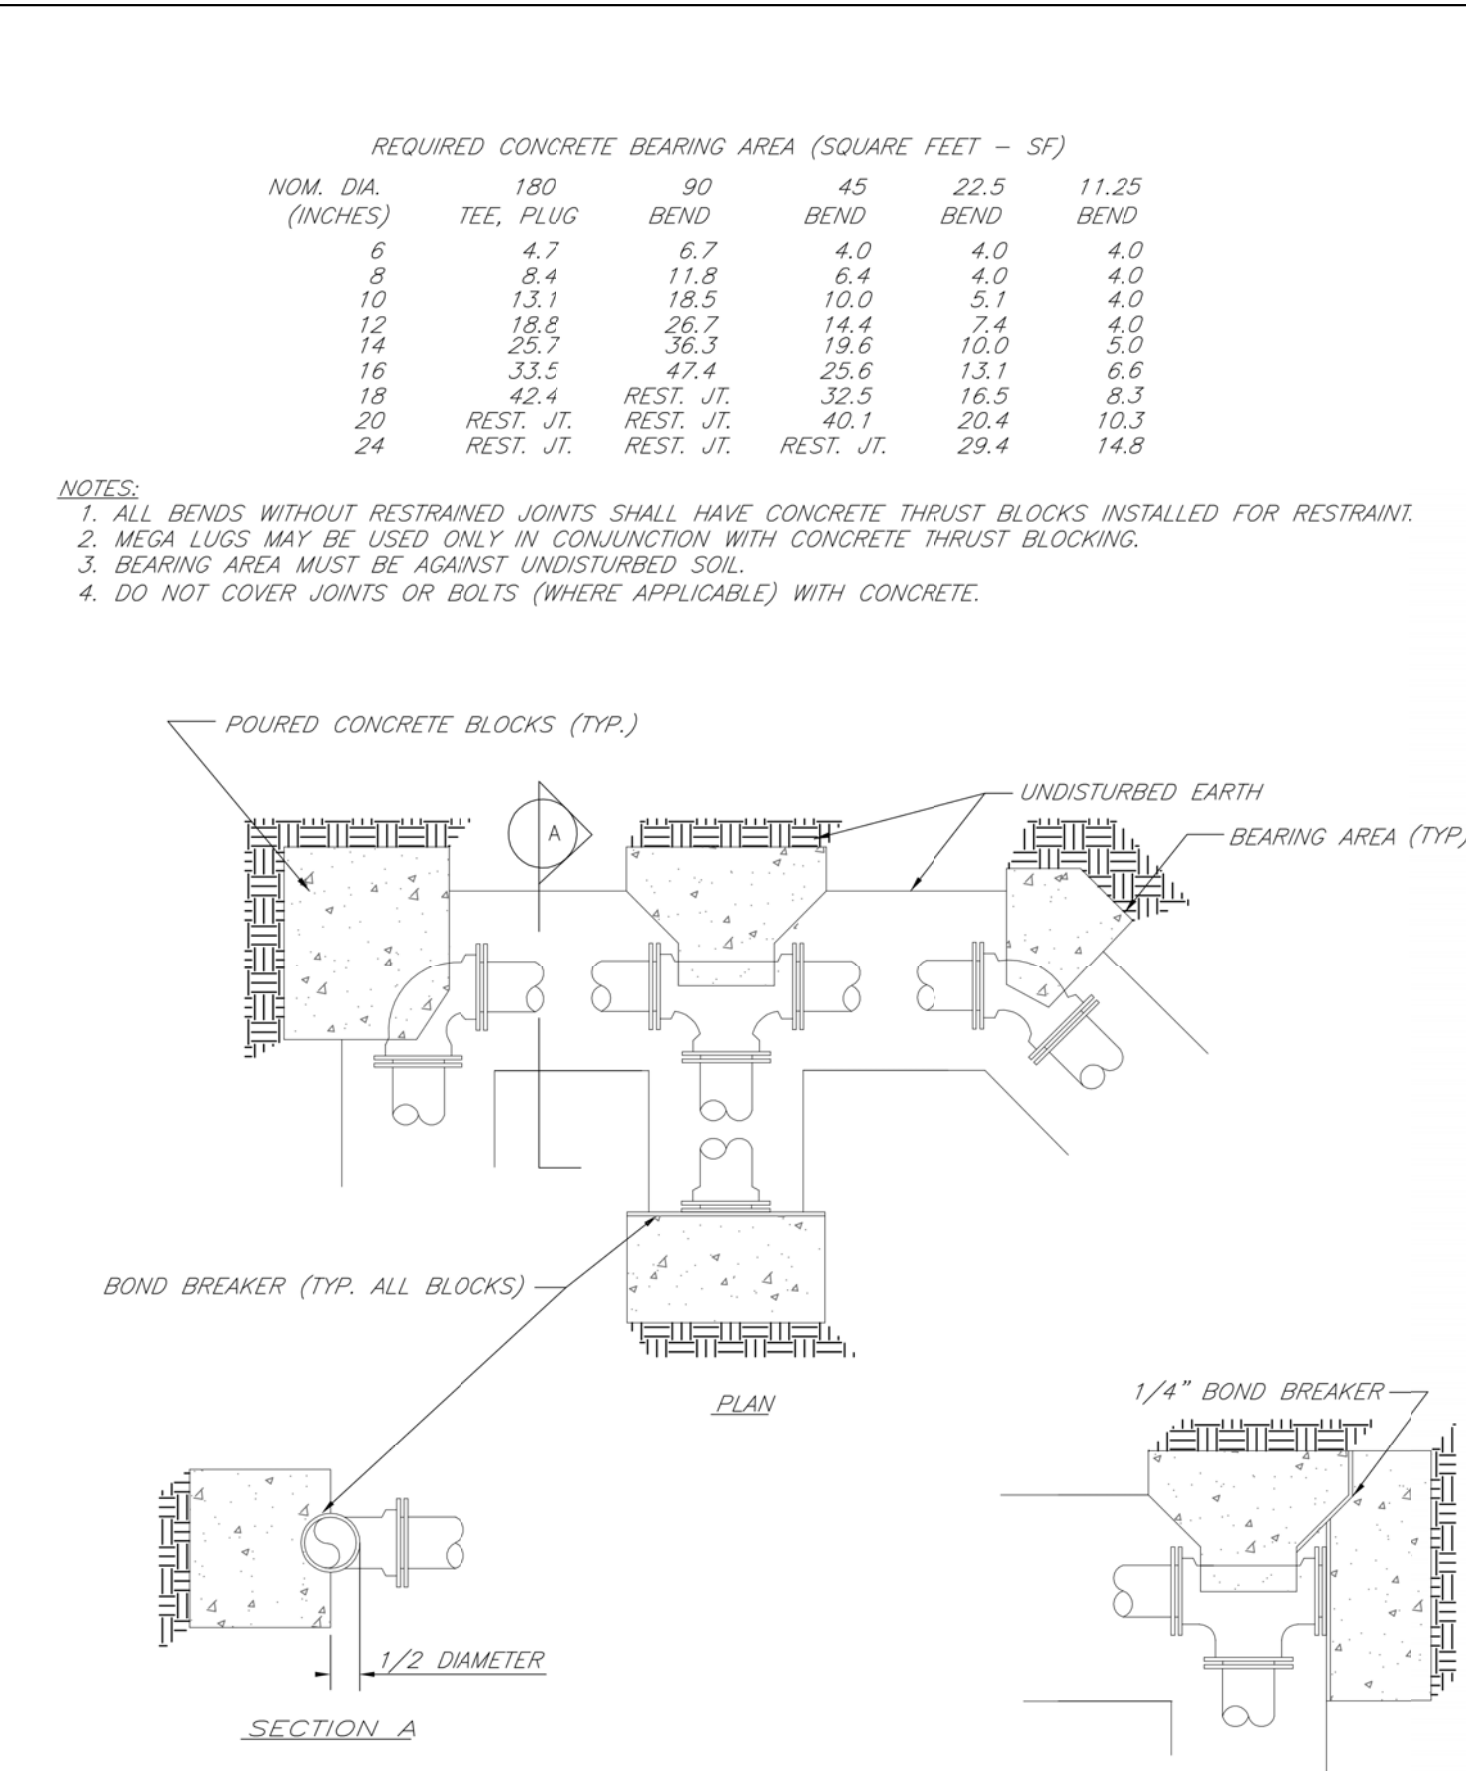 REQUIRED CONCRETE BEARING AREA (SQUARE FEET – SF)
NOM. DIA. 180 90 45 22.5 11.25
(INCHES) TEE, PLUG BEND BEND BEND BEND
6 4.7 6.7 4.0 4.0 4.0
8 8.4 11.8 6.4 4.0 4.0
10 13.1 18.5 10.0 5.1 4.0
12 18.8 26.7 14.4 7.4 4.0
14 25.7 36.3 19.6 10.0 5.0
16 33.5 47.4 25.6 13.1 6.6
18 42.4 REST. JT. 32.5 16.5 8.3
20 REST. JT. REST. JT. 40.1 20.4 10.3
24 REST. JT. REST. JT. REST. JT. 29.4 14.8
NOTES:
1. ALL BENDS WITHOUT RESTRAINED JOINTS SHALL HAVE CONCRETE THRUST BLOCKS INSTALLED FOR RESTRAINT.
2. MEGA LUGS MAY BE USED ONLY IN CONJUNCTION WITH CONCRETE THRUST BLOCKING.
3. BEARING AREA MUST BE AGAINST UNDISTURBED SOIL.
4. DO NOT COVER JOINTS OR BOLTS (WHERE APPLICABLE) WITH CONCRETE.
POURED CONCRETE BLOCKS (TYP.)
UNDISTURBED EARTH
A
BEARING AREA (TYP)
BOND BREAKER (TYP. ALL BLOCKS)
PLAN
1/4" BOND BREAKER
1/2 DIAMETER
SECTION A